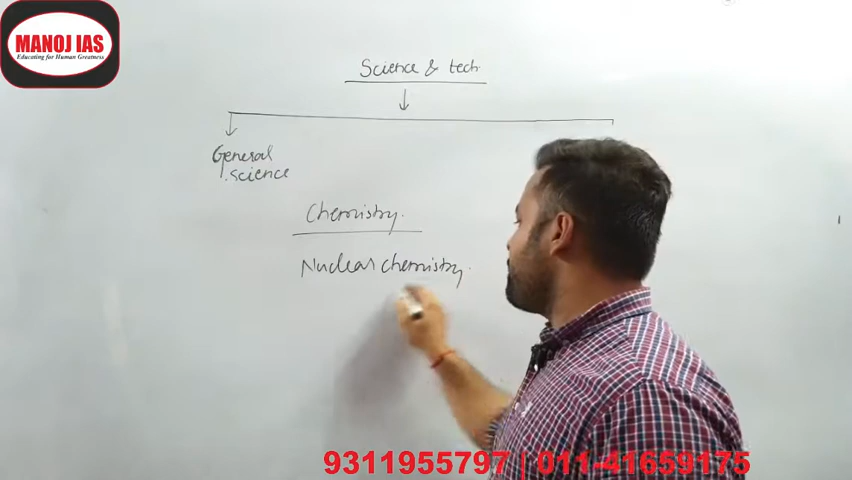 MANOJ IAS
Educating for Human Greatness
Science & tech
General
science
Chemistry.
Nuclear chemistry.
9311955797 | 011-41659175